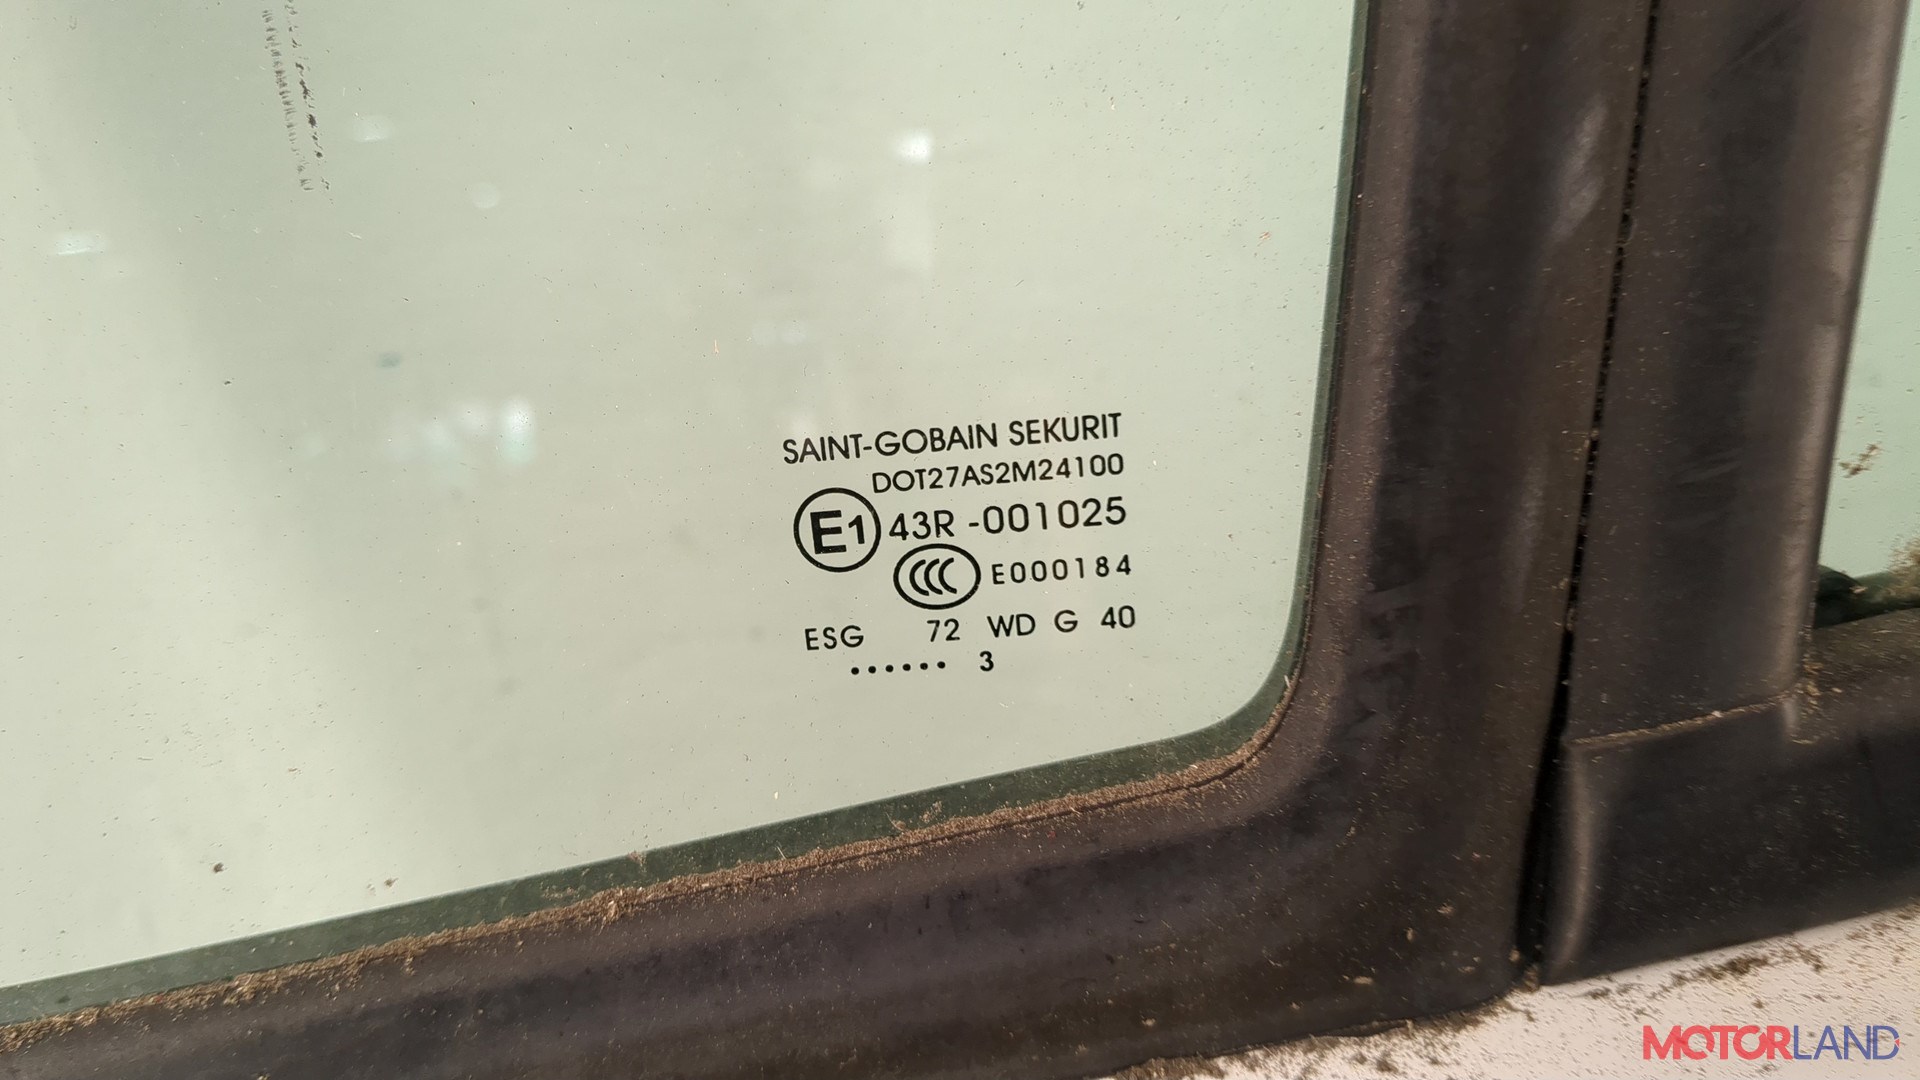 SAINT-GOBAIN SEKURIT
DOT27AS2M24100
E1 43R -001025
CCC E000184
ESG 72 WD G 40
...... 3
MOTORLAND